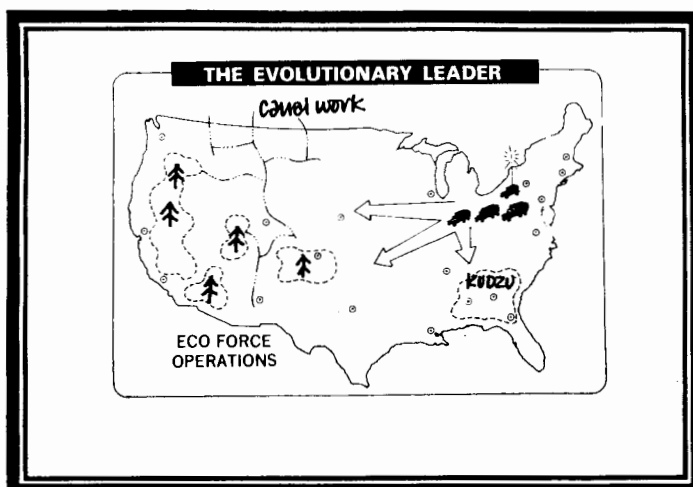 THE EVOLUTIONARY LEADER
canal work
KUDZU
ECO FORCE
OPERATIONS